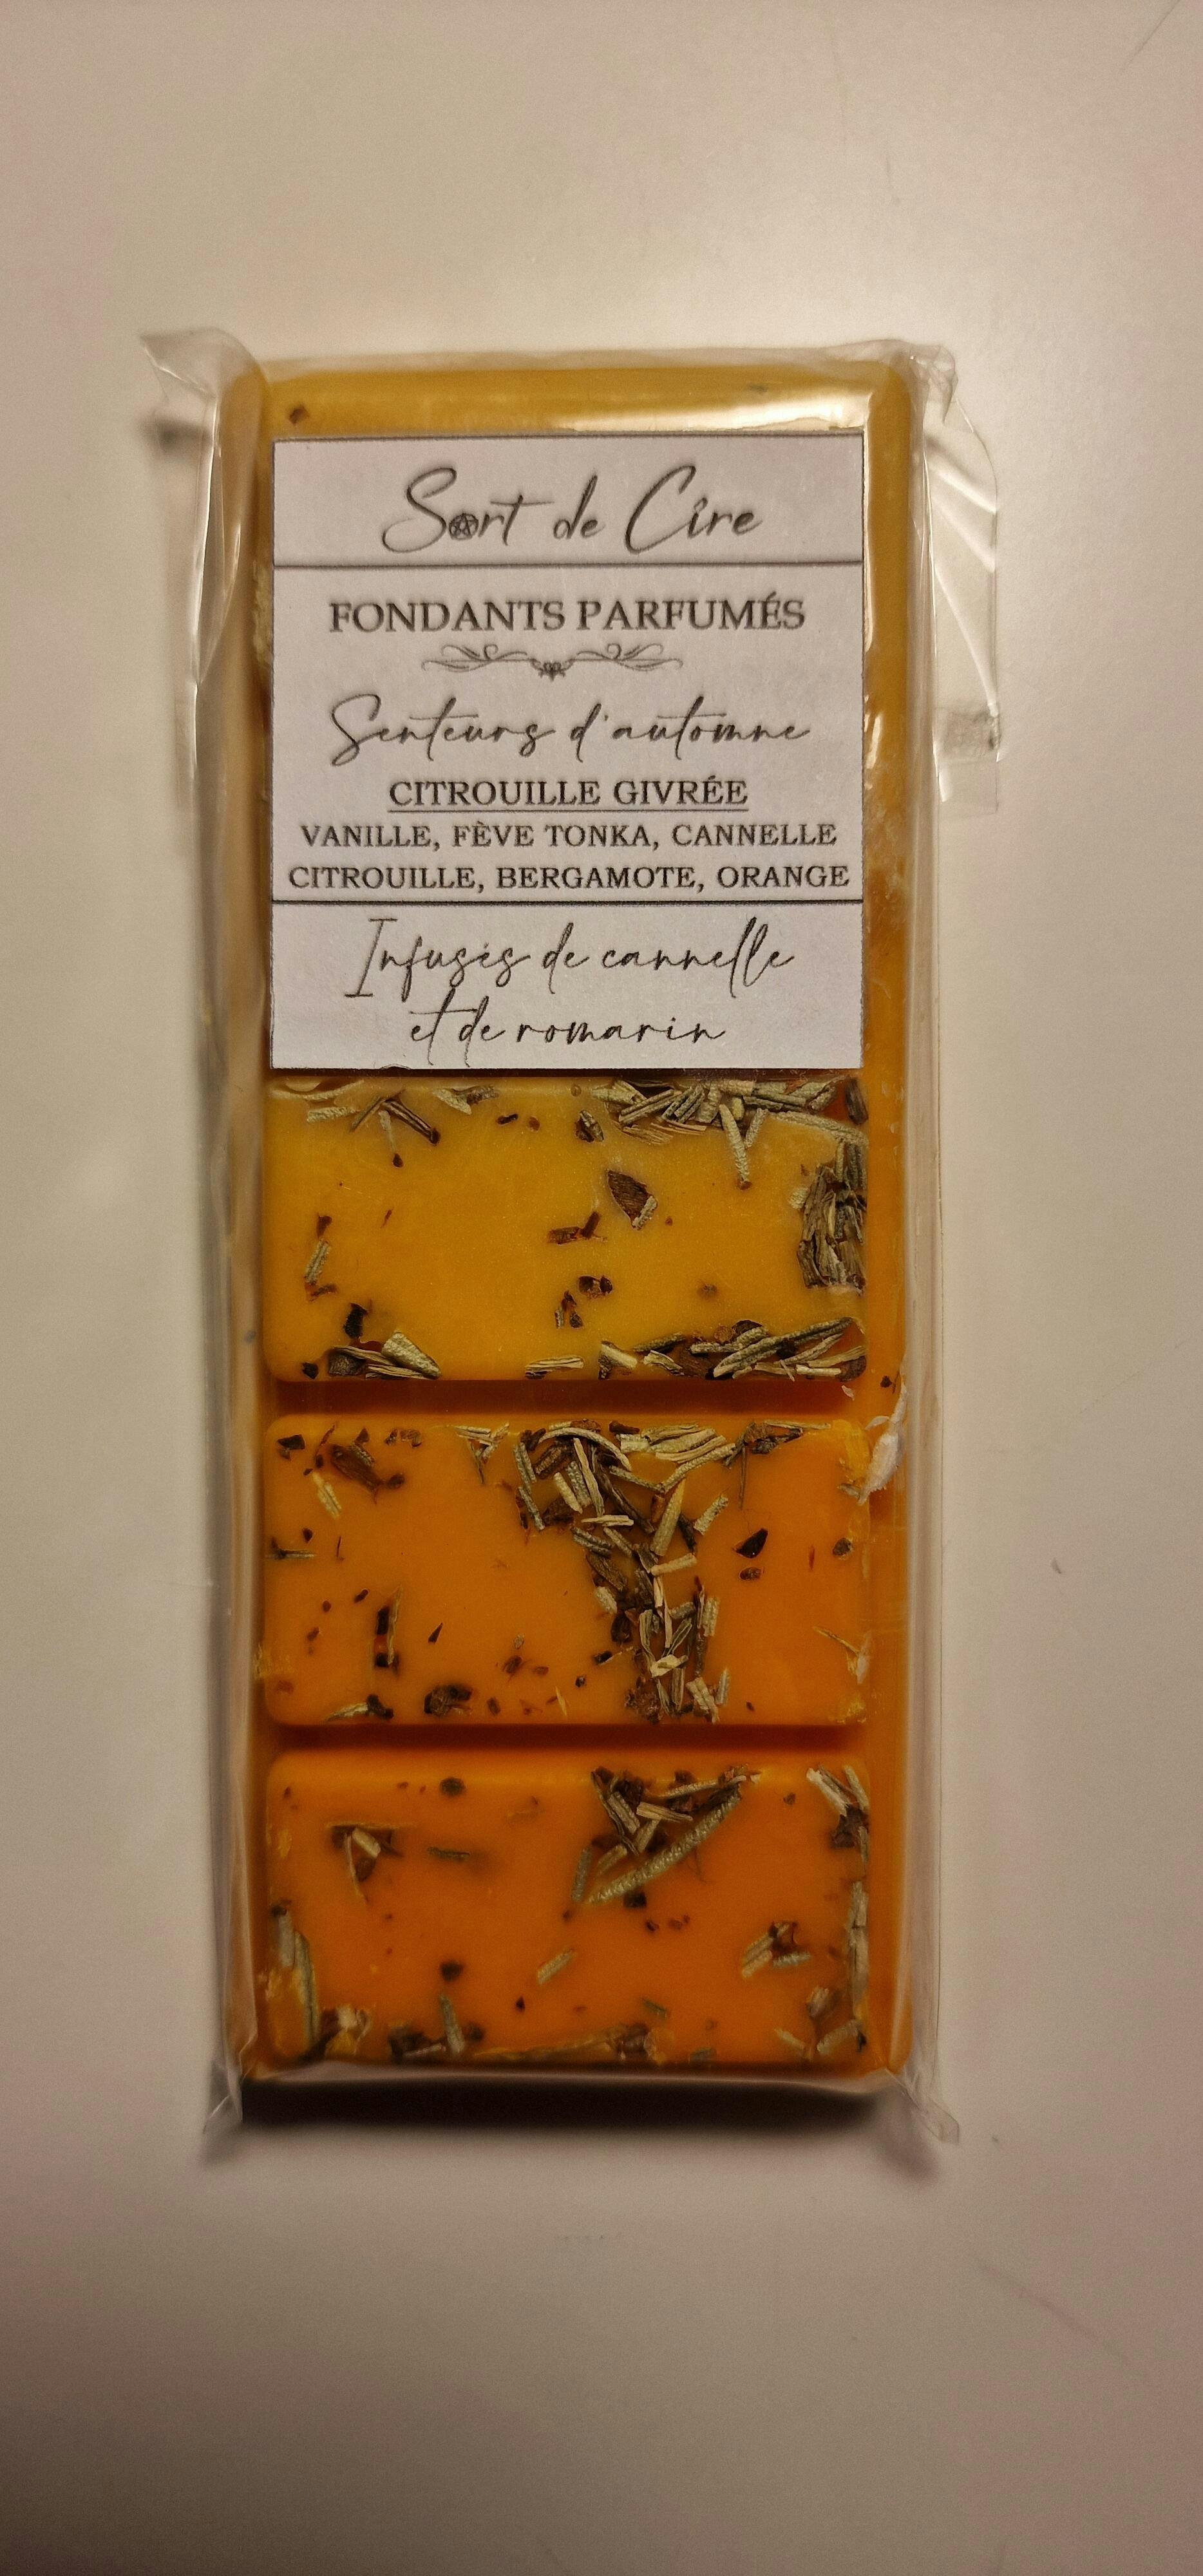 Sort de Cire
FONDANTS PARFUMÉS
Senteurs d'automne
CITROUILLE GIVRÉE
VANILLE, FÈVE TONKA, CANNELLE
CITROUILLE, BERGAMOTE, ORANGE
Infusés de cannelle
et de romarin